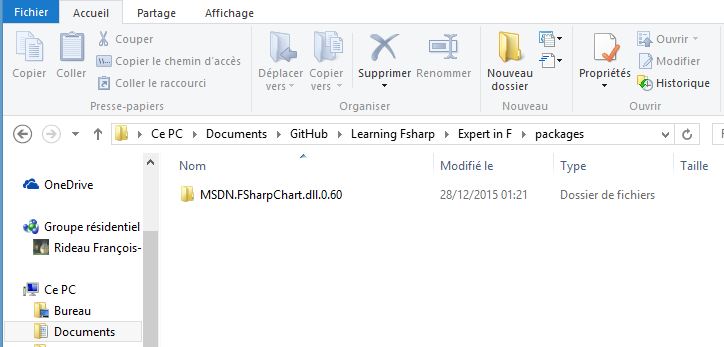 Fichier Accueil Partage Affichage
Copier
Coller
Couper
Copier le chemin d'accès
Coller le raccourci
Presse-papiers
Déplacer vers
Copier vers
Supprimer
Renommer
Organiser
Nouveau dossier
Nouveau
Propriétés
Ouvrir
Modifier
Historique
Ouvrir
Ce PC Documents GitHub Learning Fsharp Expert in F packages
Nom Modifié le Type Taille
MSDN.FSharpChart.dll.0.60 28/12/2015 01:21 Dossier de fichiers
OneDrive
Groupe résidentiel
Rideau François-
Ce PC
Bureau
Documents